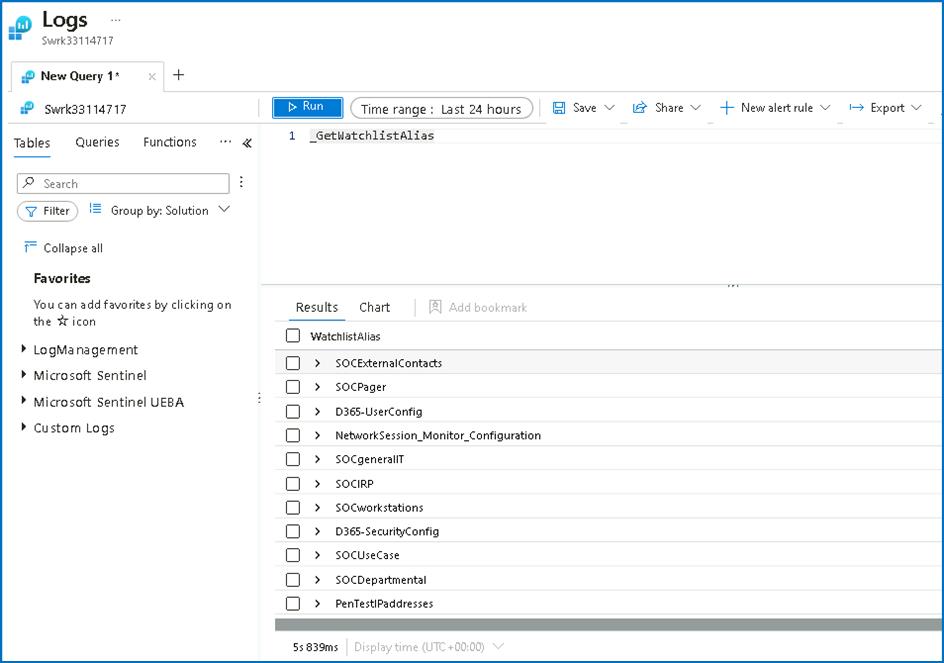 Logs ...
Swrk33114717
New Query 1* × +
Swrk33114717
Run Time range : Last 24 hours Save Share New alert rule Export
Tables Queries Functions ... «
1 _GetWatchlistAlias
Search
Filter Group by: Solution
Collapse all
Favorites
You can add favorites by clicking on
the ☆ icon
LogManagement
Microsoft Sentinel
Microsoft Sentinel UEBA
Custom Logs
Results Chart Add bookmark
WatchlistAlias
SOCExternalContacts
SOCPager
D365-UserConfig
NetworkSession_Monitor_Configuration
SOCgeneralIT
SOCIRP
SOCworkstations
D365-SecurityConfig
SOCUseCase
SOCDepartmental
PenTestIPaddresses
5s 839ms Display time (UTC+00:00)